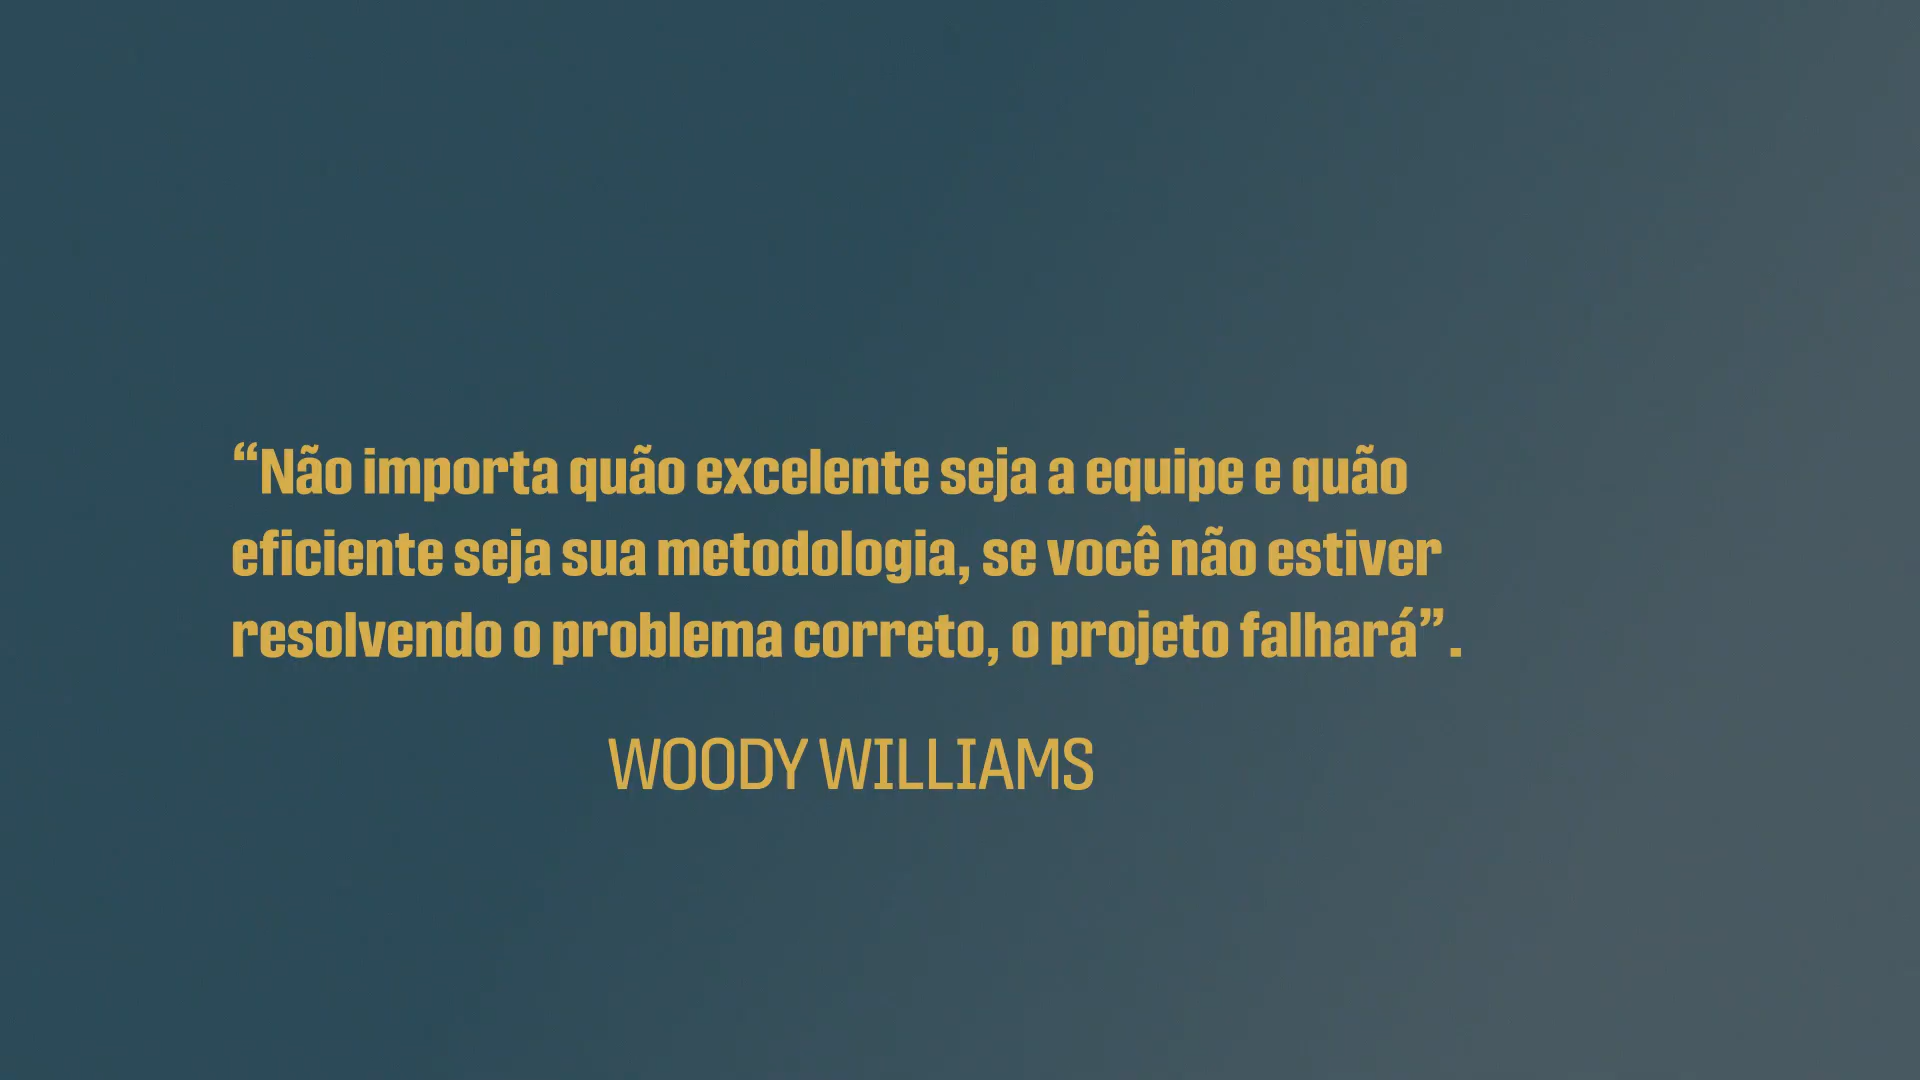 “Não importa quão excelente seja a equipe e quão
eficiente seja sua metodologia, se você não estiver
resolvendo o problema correto, o projeto falhará”.
WOODY WILLIAMS